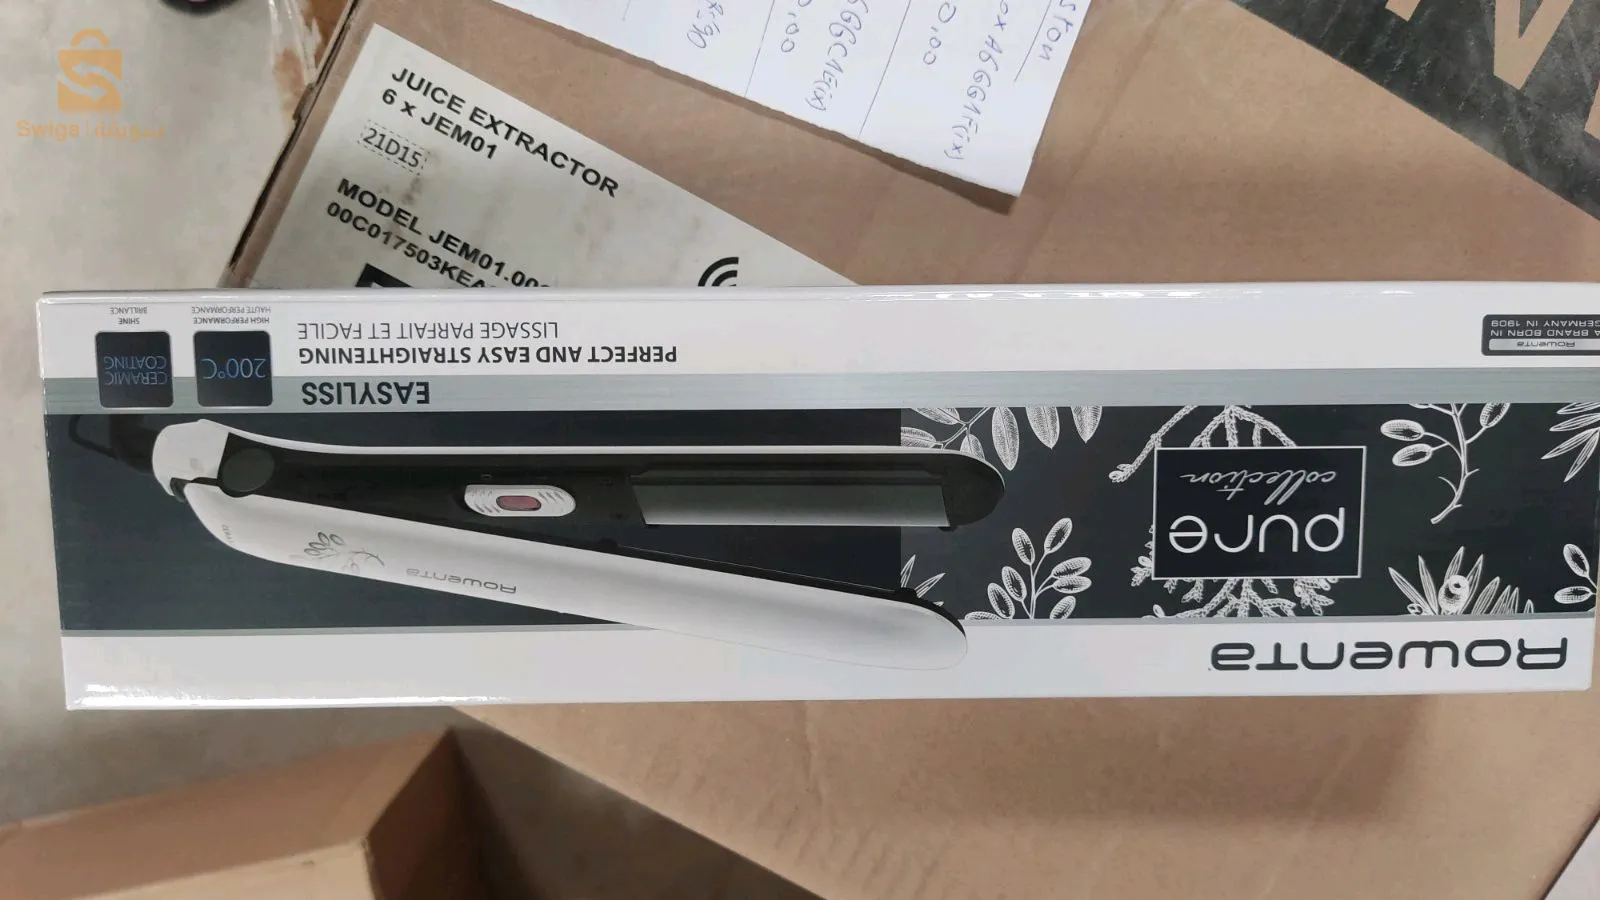 Swiga | سويقة
JUICE EXTRACTOR
6 x JEM01
21D15
MODEL JEM01.00
00C017503KEA
Rowenta
pure
collection
EASYLISS
PERFECT AND EASY STRAIGHTENING
LISSAGE PARFAIT ET FACILE
200°C
HIGH PERFORMANCE
HAUTE PERFORMANCE
CERAMIC
COATING
SHINE
BRILLANCE
Rowenta
A BRAND BORN IN
GERMANY IN 1909
Rowenta